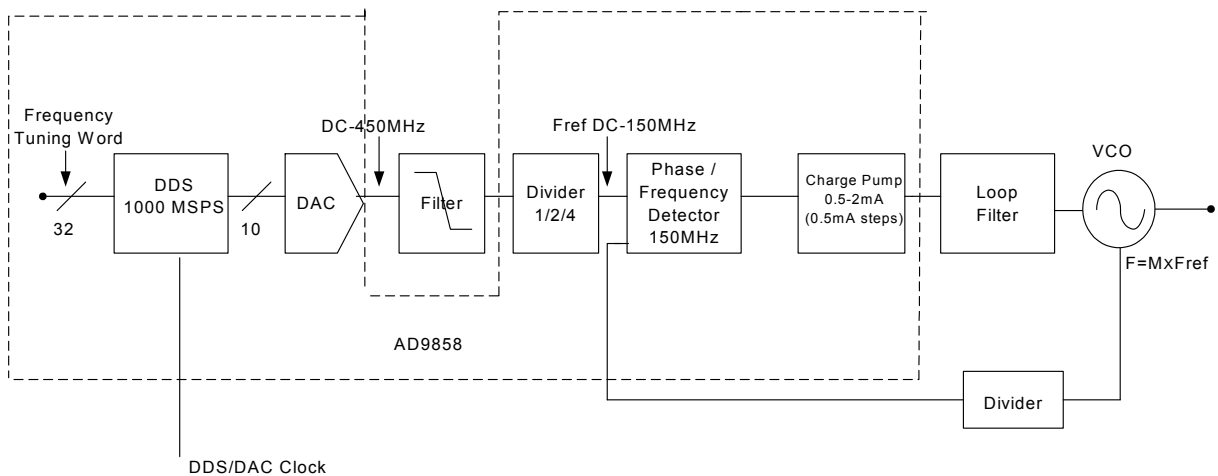 Frequency
Tuning Word
32
DDS
1000 MSPS
10
DAC
DC-450MHz
Filter
Divider
1/2/4
Fref DC-150MHz
Phase /
Frequency
Detector
150MHz
Charge Pump
0.5-2mA
(0.5mA steps)
Loop
Filter
VCO
F=MxFref
AD9858
Divider
DDS/DAC Clock